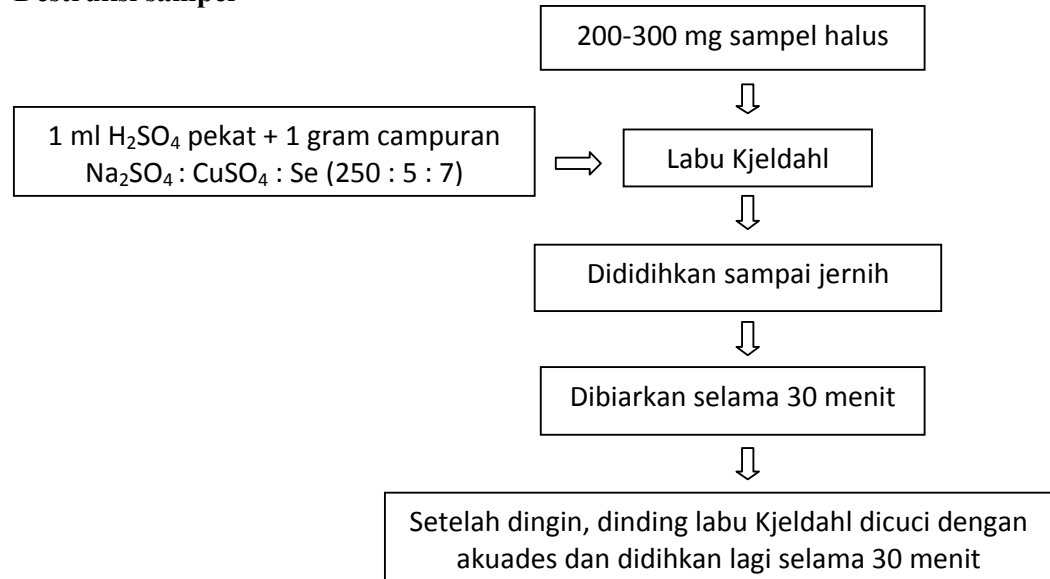 Destruksi sampel
200-300 mg sampel halus
1 ml H₂SO₄ pekat + 1 gram campuran
Na₂SO₄ : CuSO₄ : Se (250 : 5 : 7)
Labu Kjeldahl
Dididihkan sampai jernih
Dibiarkan selama 30 menit
Setelah dingin, dinding labu Kjeldahl dicuci dengan
akuades dan didihkan lagi selama 30 menit